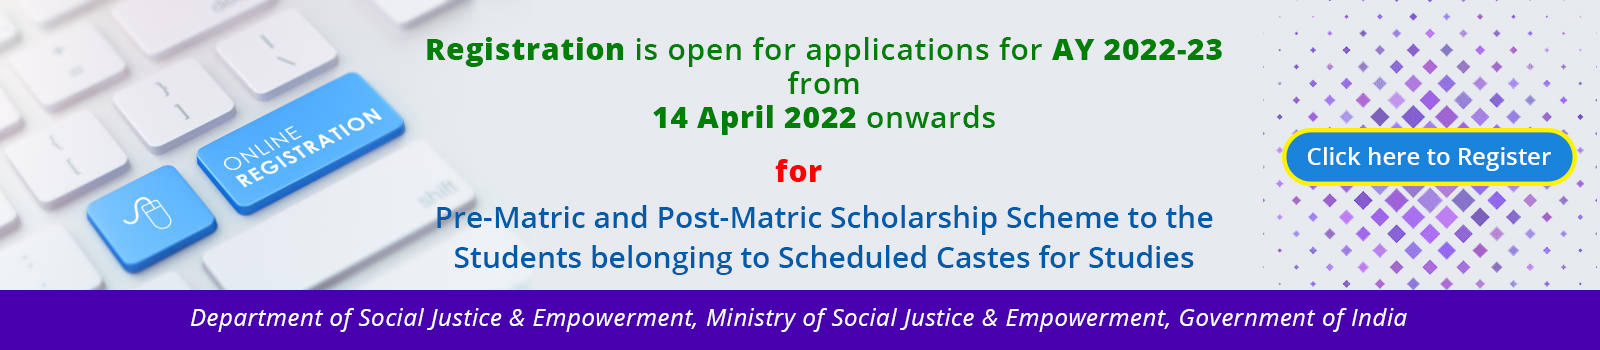 Registration is open for applications for AY 2022-23
from
14 April 2022 onwards
for
Pre-Matric and Post-Matric Scholarship Scheme to the
Students belonging to Scheduled Castes for Studies
Click here to Register
ONLINE
REGISTRATION
shift
Department of Social Justice & Empowerment, Ministry of Social Justice & Empowerment, Government of India